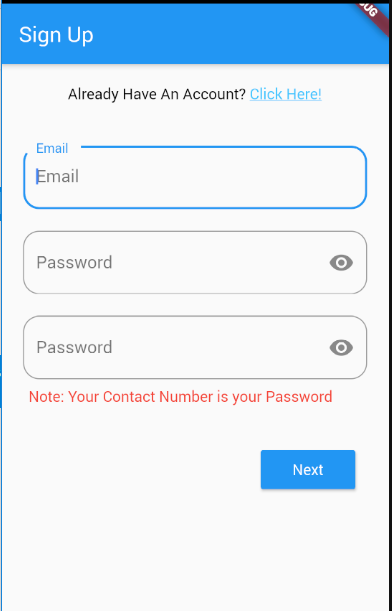 Sign Up
Already Have An Account? Click Here!
Email
Email
Password
Password
Note: Your Contact Number is your Password
Next